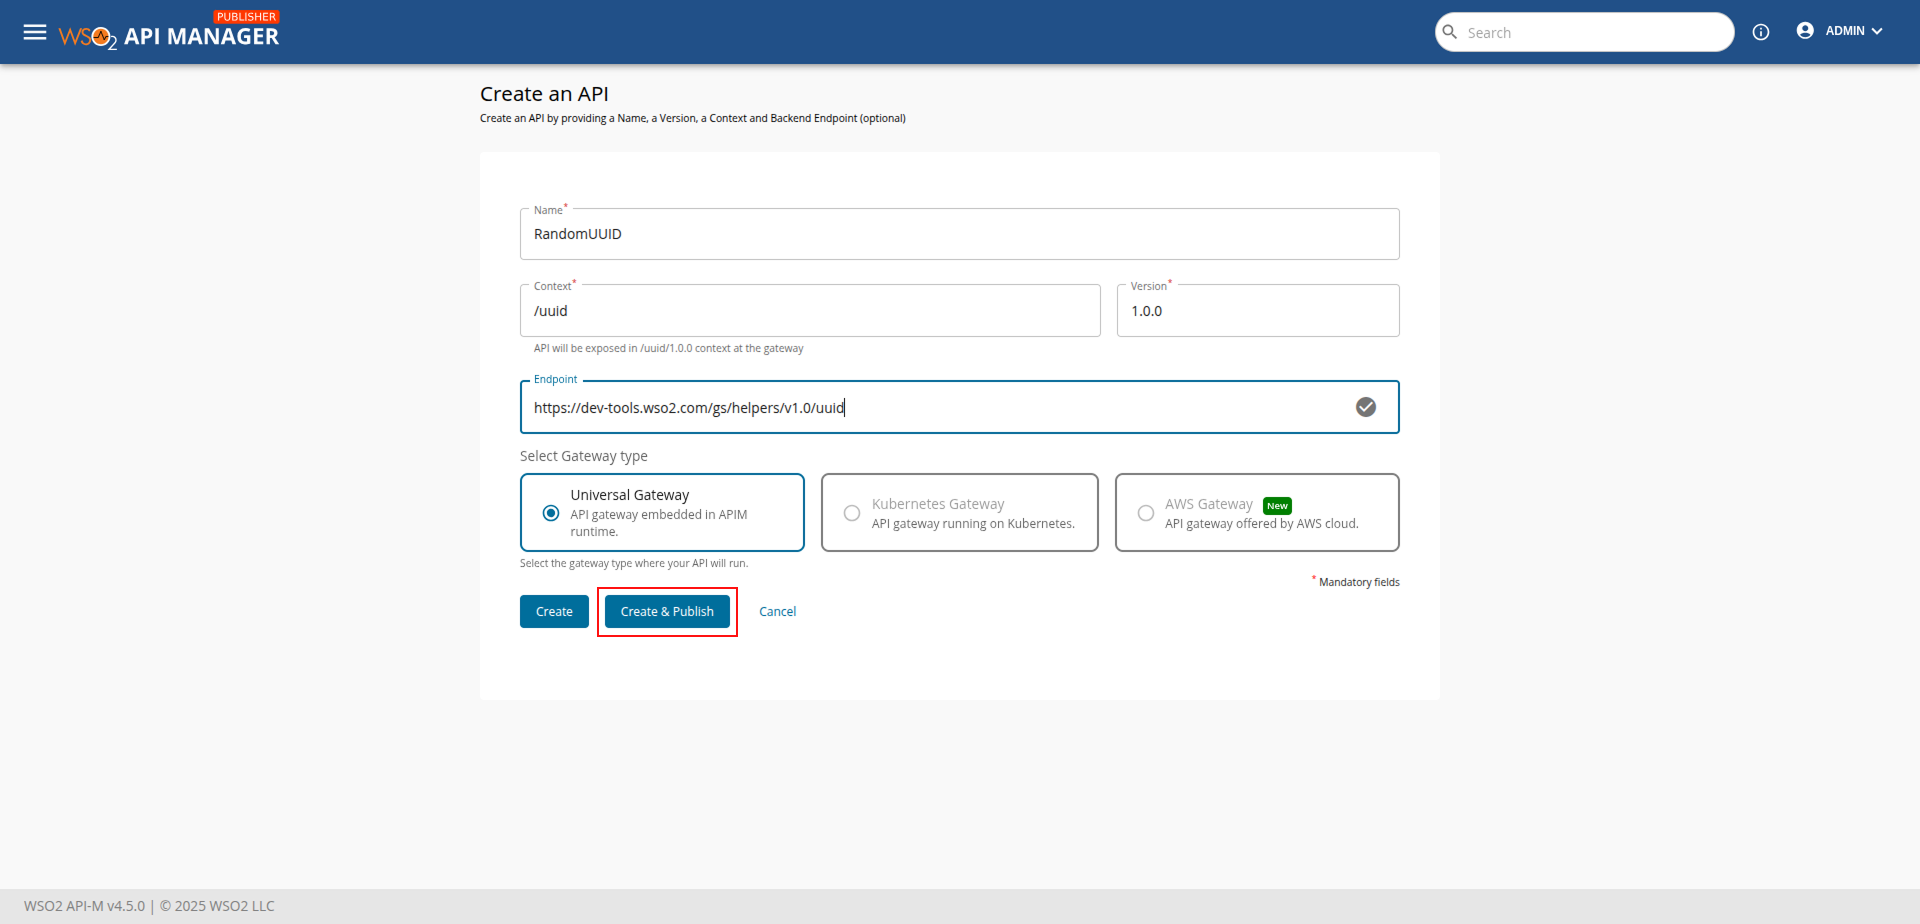 PUBLISHER
WSO2 API MANAGER
Search
ADMIN
Create an API
Create an API by providing a Name, a Version, a Context and Backend Endpoint (optional)
Name*
RandomUUID
Context*
/uuid
Version*
1.0.0
API will be exposed in /uuid/1.0.0 context at the gateway
Endpoint
https://dev-tools.wso2.com/gs/helpers/v1.0/uuid
Select Gateway type
Universal Gateway
API gateway embedded in APIM
runtime.
Kubernetes Gateway
API gateway running on Kubernetes.
AWS Gateway New
API gateway offered by AWS cloud.
Select the gateway type where your API will run.
* Mandatory fields
Create
Create & Publish
Cancel
WSO2 API-M v4.5.0 | © 2025 WSO2 LLC